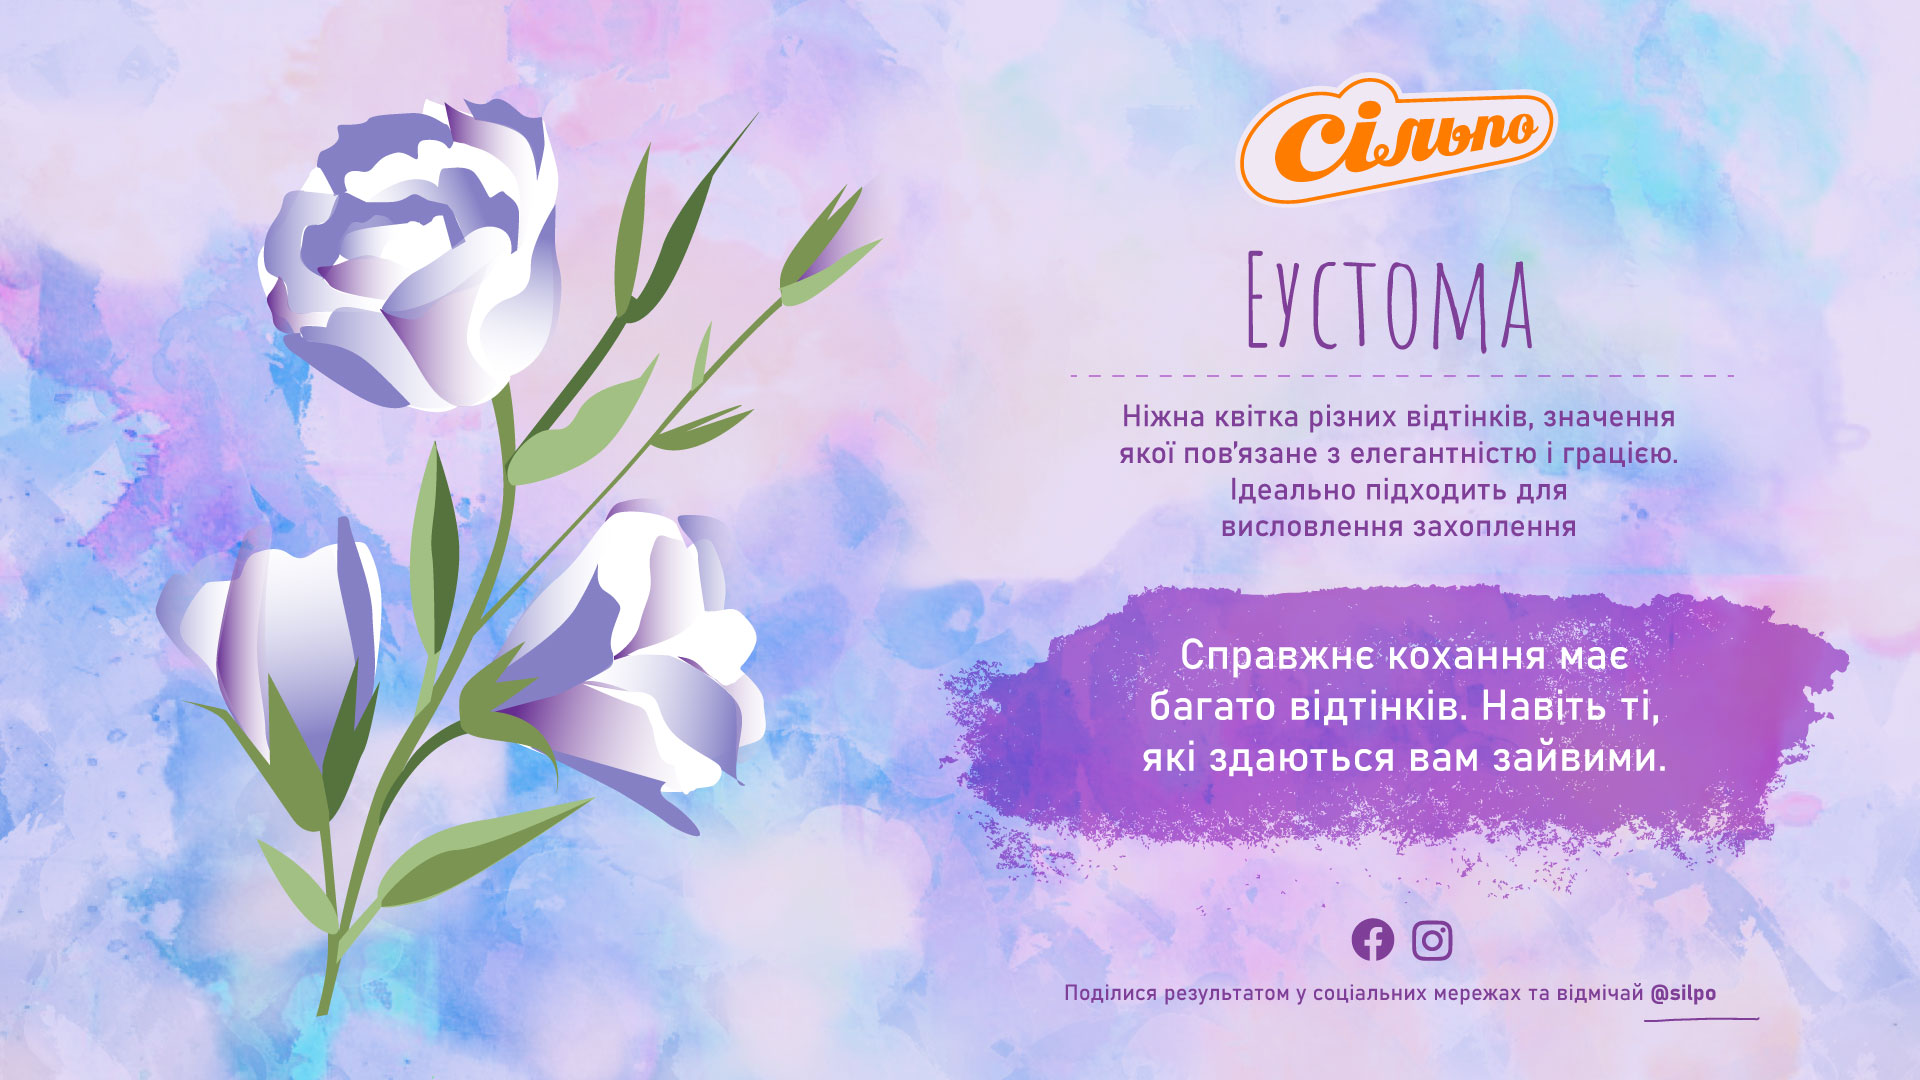 Сільпо
Еустома
Ніжна квітка різних відтінків, значення
якої пов’язане з елегантністю і грацією.
Ідеально підходить для
висловлення захоплення
Справжнє кохання має
багато відтінків. Навіть ті,
які здаються вам зайвими.
Поділися результатом у соціальних мережах та відмічай @silpo